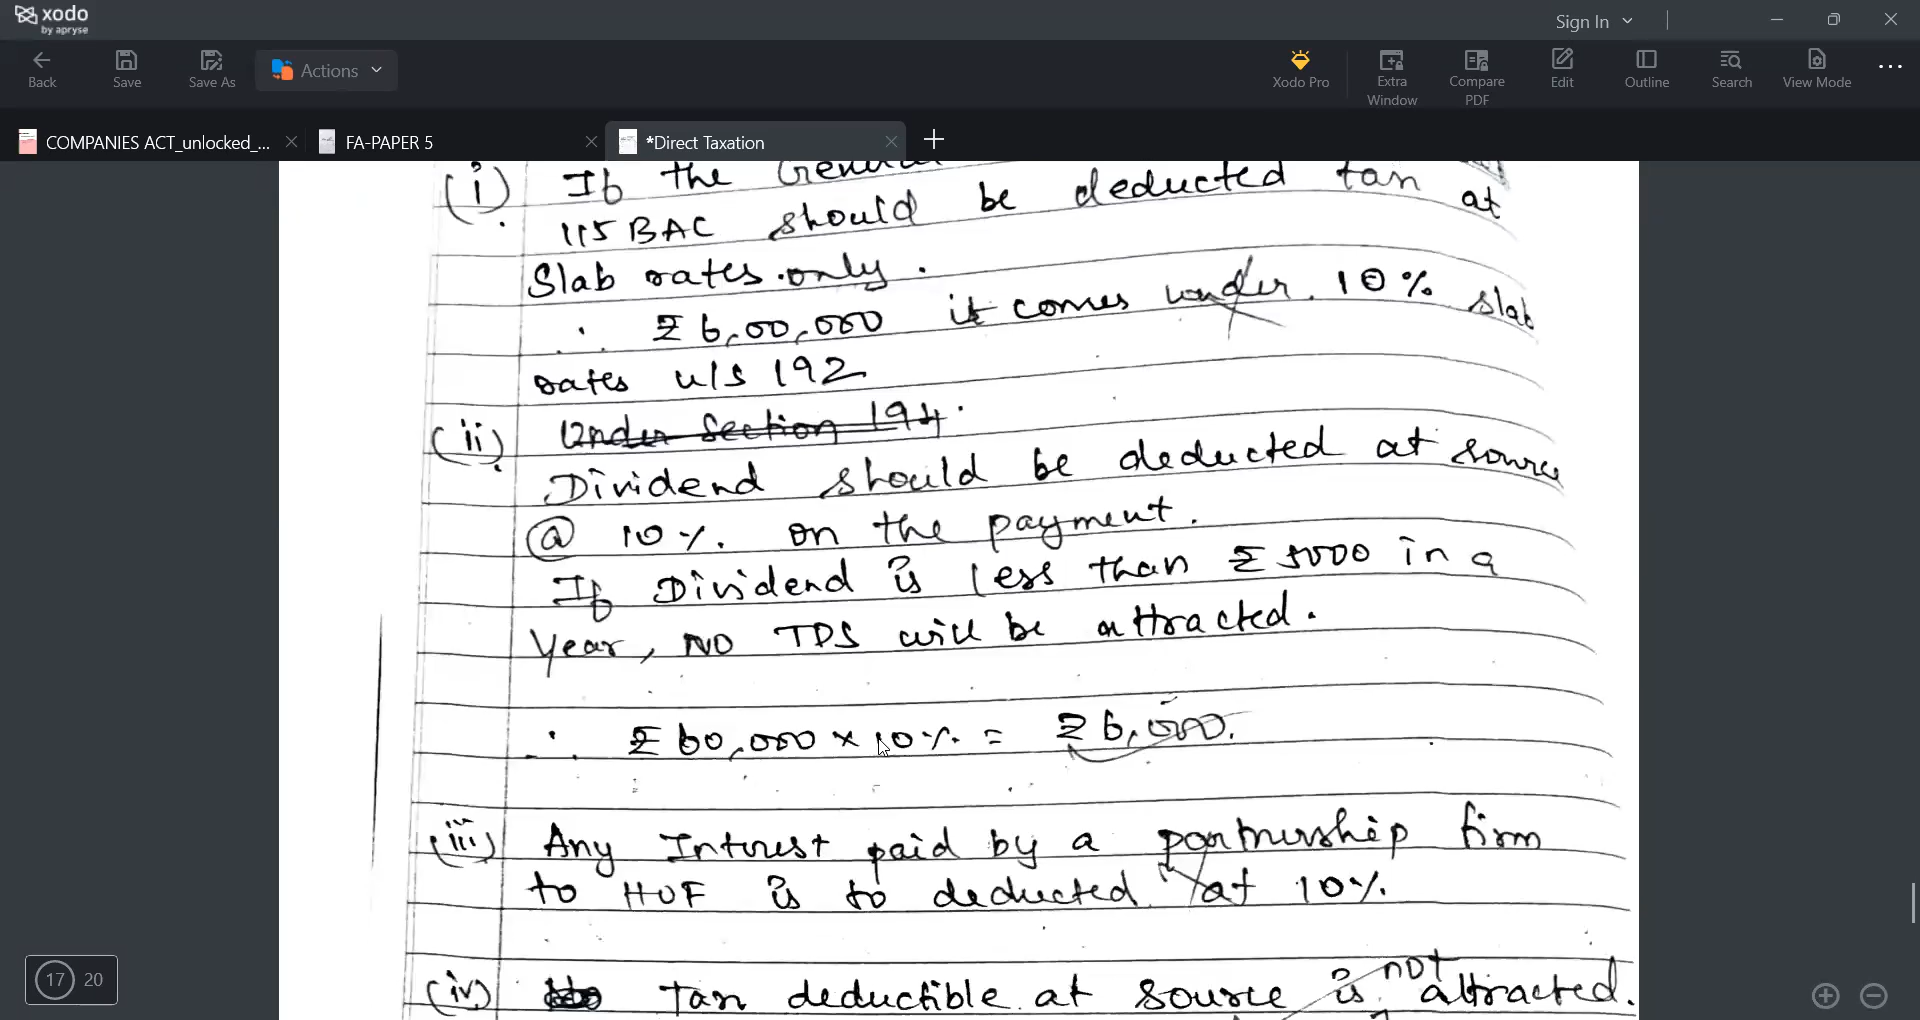 xodo
by apryse
Sign In
Back
Save
Save As
Actions
Xodo Pro
Extra Window
Compare PDF
Edit
Outline
Search
View Mode
COMPANIES ACT_unlocked_...
FA-PAPER 5
*Direct Taxation
(i) If the
115 BAC should be deducted tax at
Slab rates only.
∴ ₹ 6,00,000 it comes under 10% slab
rates u/s 192
(ii) Under Section 194.
Dividend should be deducted at source
@ 10%. on the payment.
If Dividend is less than ₹ 5000 in a
Year, NO TDS will be attracted.
∴ ₹ 60,000 × 10% = ₹ 6,000.
(iii) Any Interest paid by a partnership firm
to HUF is to deducted at 10%.
(iv) Tax deductible at source is not attracted.
17 20